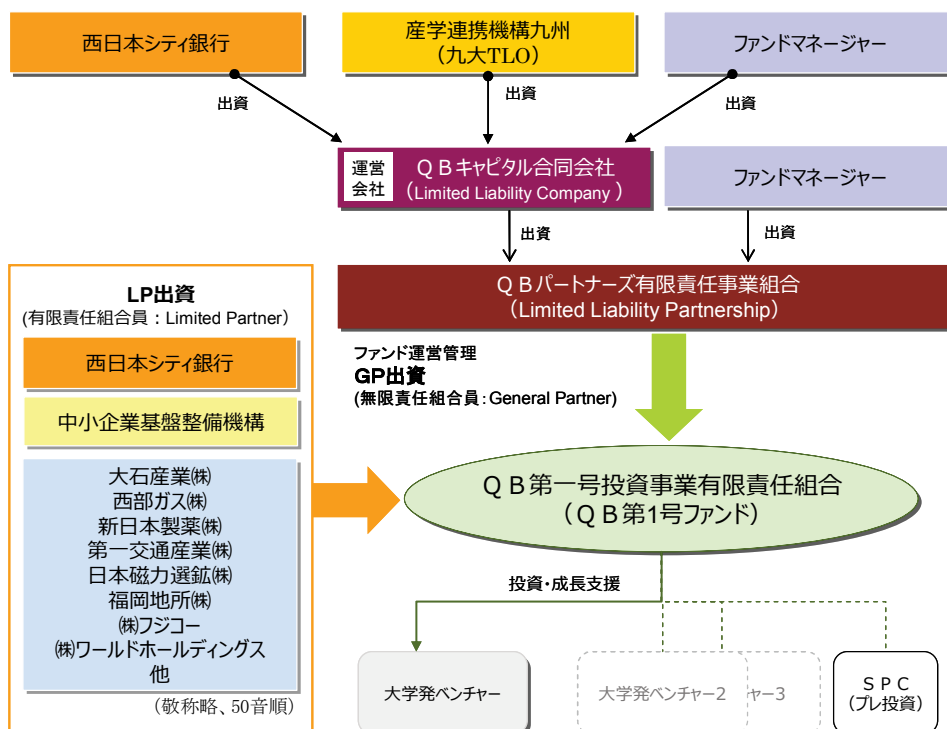 西日本シティ銀行
産学連携機構九州
（九大TLO）
ファンドマネージャー
出資
出資
出資
運営
会社
ＱＢキャピタル合同会社
（Limited Liability Company ）
ファンドマネージャー
出資
出資
ＱＢパートナーズ有限責任事業組合
（Limited Liability Partnership）
LP出資
(有限責任組合員：Limited Partner）
西日本シティ銀行
中小企業基盤整備機構
大石産業㈱
西部ガス㈱
新日本製薬㈱
第一交通産業㈱
日本磁力選鉱㈱
福岡地所㈱
㈱フジコー
㈱ワールドホールディングス
他
（敬称略、50音順）
ファンド運営管理
GP出資
(無限責任組合員：General Partner)
ＱＢ第一号投資事業有限責任組合
（ＱＢ第1号ファンド）
投資・成長支援
大学発ベンチャー
大学発ベンチャー2
ャー3
ＳＰＣ
（プレ投資）